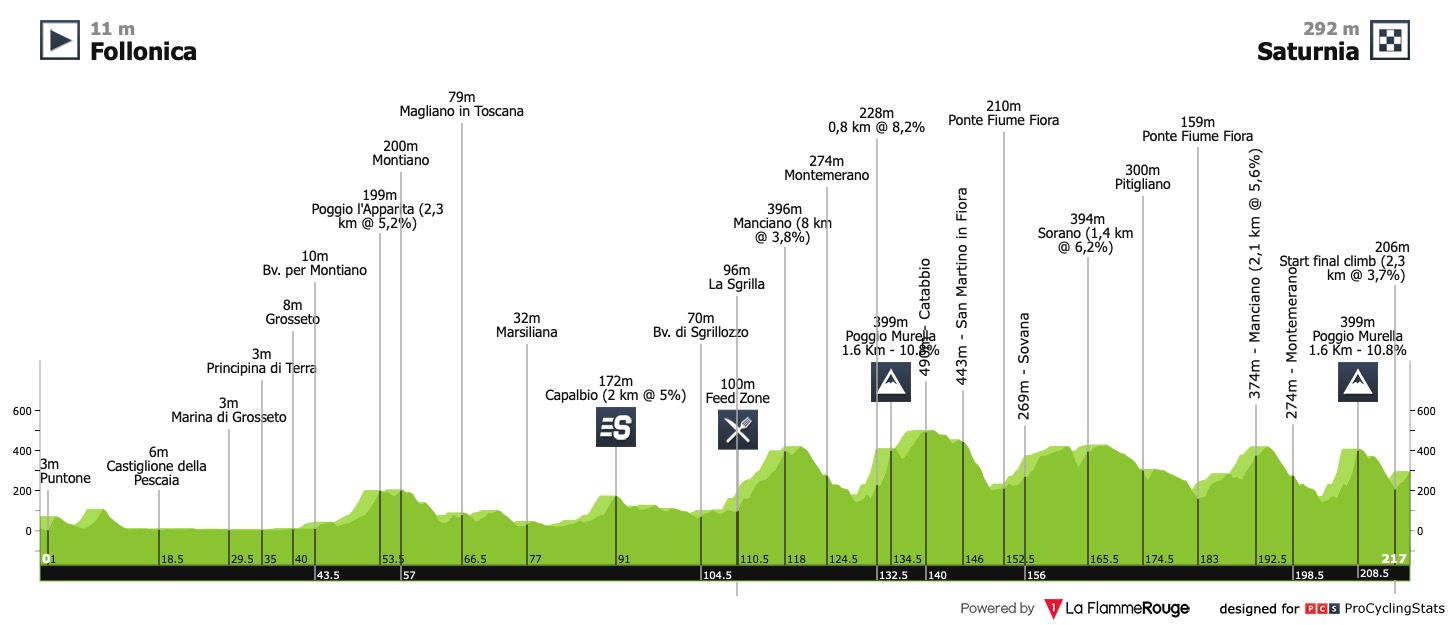 11 m
Follonica
292 m
Saturnia
79m
Magliano in Toscana
200m
Montiano
199m
Poggio l'Apparita (2,3
km @ 5,2%)
10m
Bv. per Montiano
8m
Grosseto
3m
Principina di Terra
3m
Marina di Grosseto
6m
Castiglione della
Pescaia
3m
Puntone
32m
Marsiliana
172m
Capalbio (2 km @ 5%)
S
70m
Bv. di Sgrillozzo
96m
La Sgrilla
100m
Feed Zone
396m
Manciano (8 km
@ 3,8%)
274m
Montemerano
228m
0,8 km @ 8,2%
399m
Poggio Murella
1.6 Km - 10.8%
490m - Catabbio
443m - San Martino in Fiora
210m
Ponte Fiume Fiora
269m - Sovana
394m
Sorano (1,4 km
@ 6,2%)
300m
Pitigliano
159m
Ponte Fiume Fiora
374m - Manciano (2,1 km @ 5,6%)
274m - Montemerano
399m
Poggio Murella
1.6 Km - 10.8%
206m
Start final climb (2,3
km @ 3,7%)
600
400
200
0
600
400
200
0
0 1 18.5 29.5 35 40 53.5 66.5 77 91 110.5 118 124.5 134.5 146 152.5 165.5 174.5 183 192.5 217
43.5 57 104.5 132.5 140 156 198.5 208.5
Powered by 1 La FlammeRouge designed for PCS ProCyclingStats